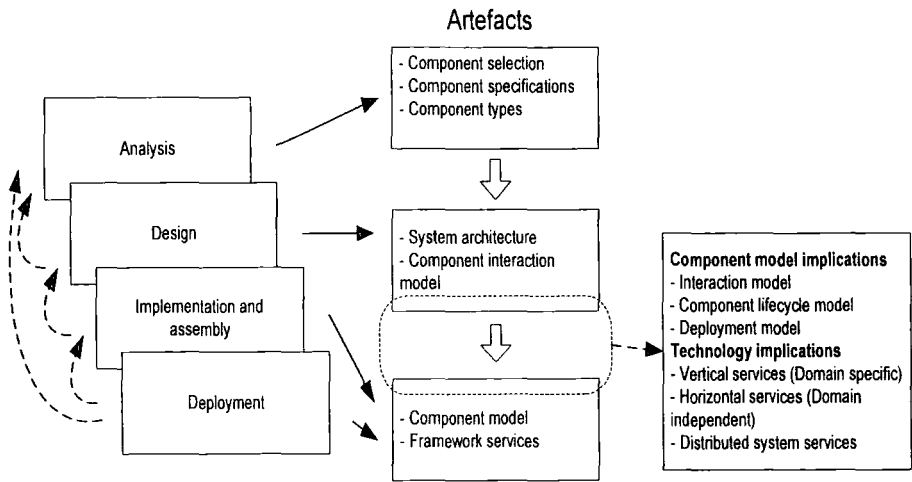 Artefacts
- Component selection
- Component specifications
- Component types
Analysis
Design
- System architecture
- Component interaction
model
Implementation and
assembly
Deployment
- Component model
- Framework services
Component model implications
- Interaction model
- Component lifecycle model
- Deployment model
Technology implications
- Vertical services (Domain specific)
- Horizontal services (Domain
independent)
- Distributed system services